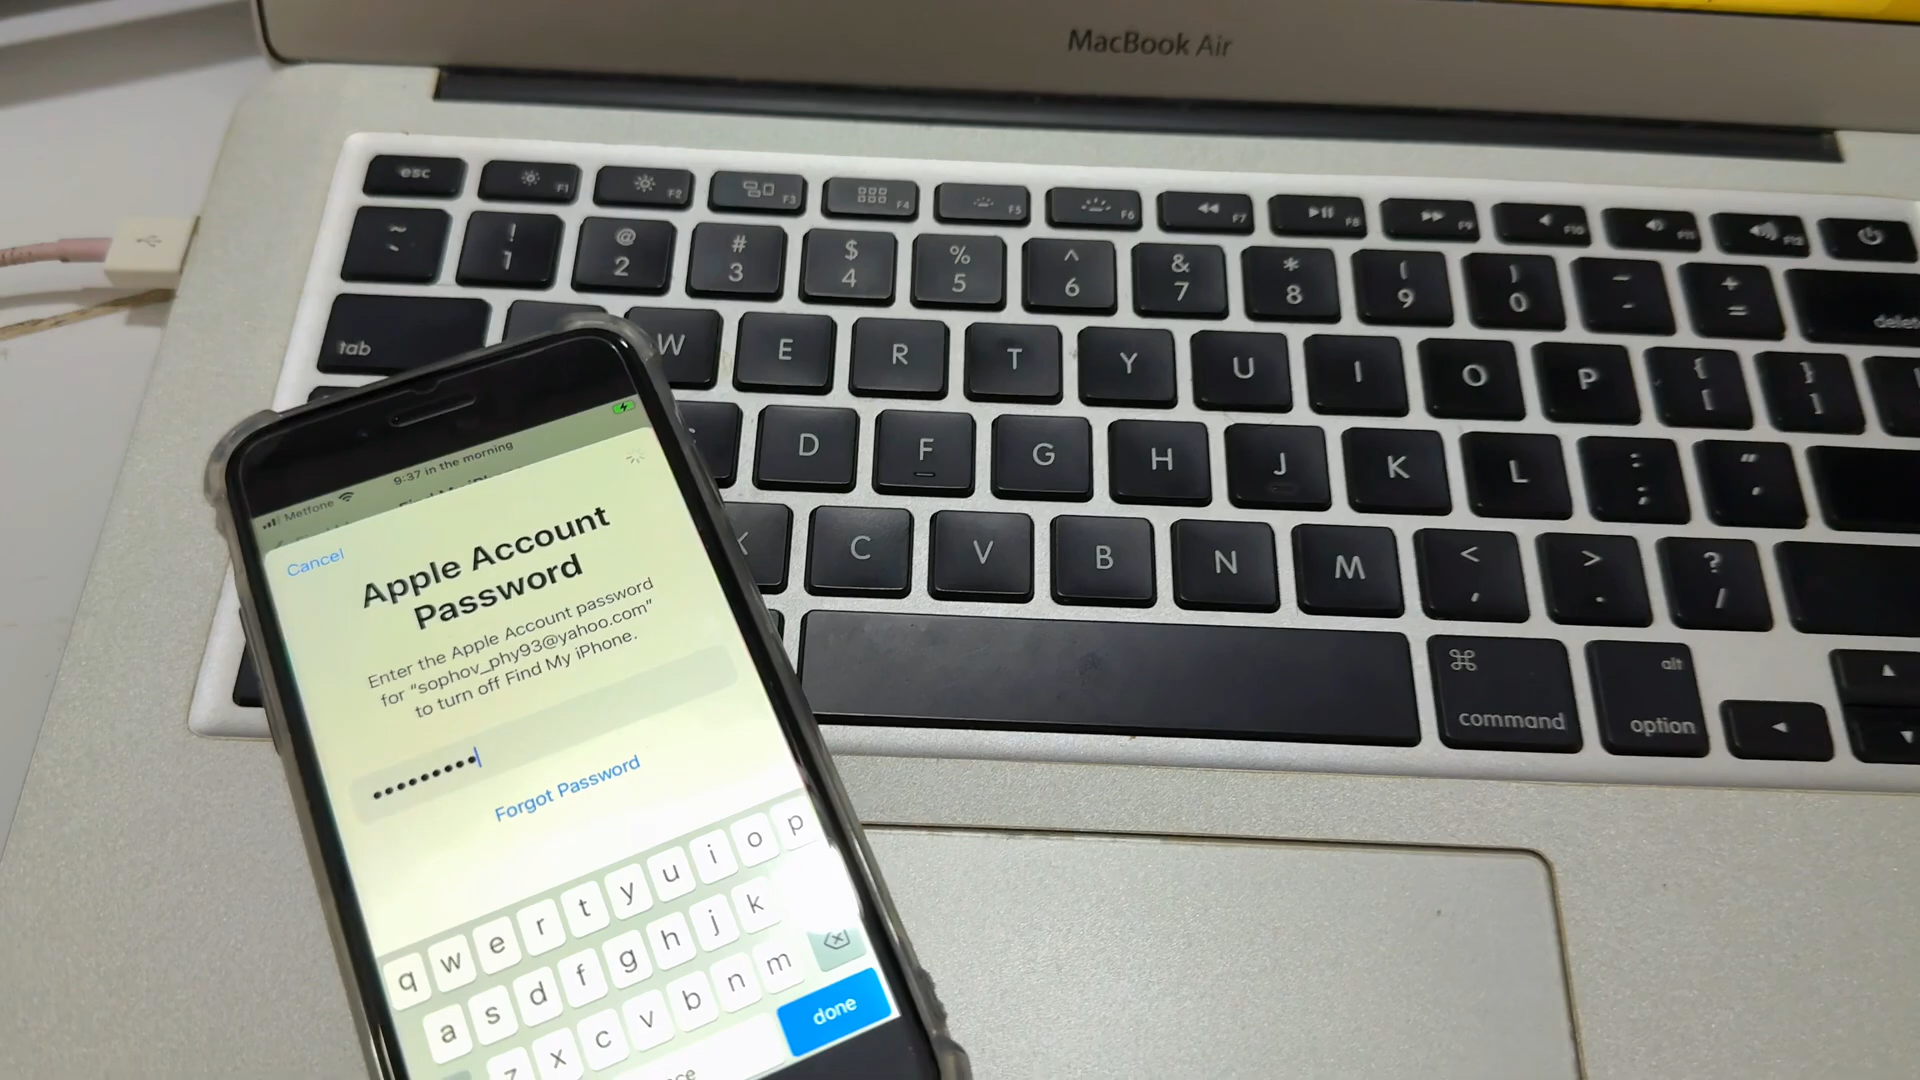 MacBook Air
esc F1 F2 F3 F4 F5 F6 F7 F8 F9 F10 F11 F12
~ ! @ # $ % ^ & * ( ) _ +
` 1 2 3 4 5 6 7 8 9 0 - = delete
tab W E R T Y U I O P { [ } ]
D F G H J K L : ; " '
C V B N M < , > . ? /
command alt option
Metfone 9:37 in the morning
Cancel
Apple Account
Password
Enter the Apple Account password
for "sophov_phy93@yahoo.com"
to turn off Find My iPhone.
•••••••••
Forgot Password
q w e r t y u i o p
a s d f g h j k
z x c v b n m
done